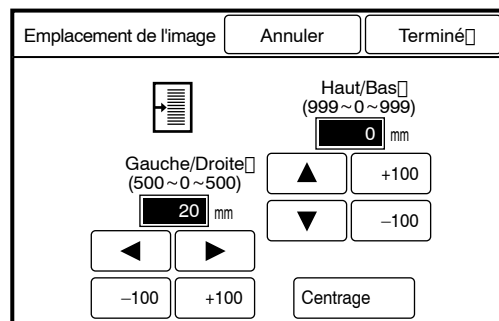 Emplacement de l'image
Annuler
Terminé
Haut/Bas
(999~0~999)
0 mm
Gauche/Droite
(500~0~500)
20 mm
+100
−100
−100
+100
Centrage